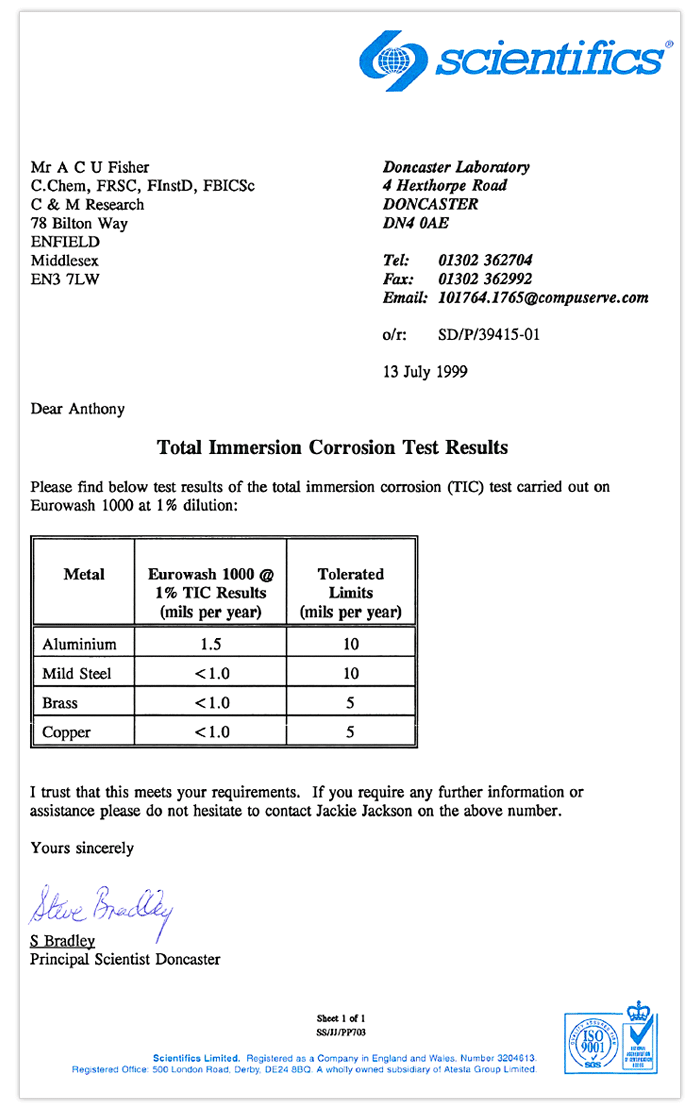 scientifics®
Mr A C U Fisher
C.Chem, FRSC, FInstD, FBICSc
C & M Research
78 Bilton Way
ENFIELD
Middlesex
EN3 7LW
Doncaster Laboratory
4 Hexthorpe Road
DONCASTER
DN4 0AE
Tel: 01302 362704
Fax: 01302 362992
Email: 101764.1765@compuserve.com
o/r: SD/P/39415-01
13 July 1999
Dear Anthony
Total Immersion Corrosion Test Results
Please find below test results of the total immersion corrosion (TIC) test carried out on
Eurowash 1000 at 1% dilution:
Metal
Eurowash 1000 @
1% TIC Results
(mils per year)
Tolerated
Limits
(mils per year)
Aluminium 1.5 10
Mild Steel <1.0 10
Brass <1.0 5
Copper <1.0 5
I trust that this meets your requirements. If you require any further information or
assistance please do not hesitate to contact Jackie Jackson on the above number.
Yours sincerely
Steve Bradley
S Bradley
Principal Scientist Doncaster
Sheet 1 of 1
SS/JJ/PP703
Scientifics Limited. Registered as a Company in England and Wales. Number 3204613.
Registered Office: 500 London Road, Derby, DE24 8BQ. A wholly owned subsidiary of Atesta Group Limited.
ISO
9001
SGS